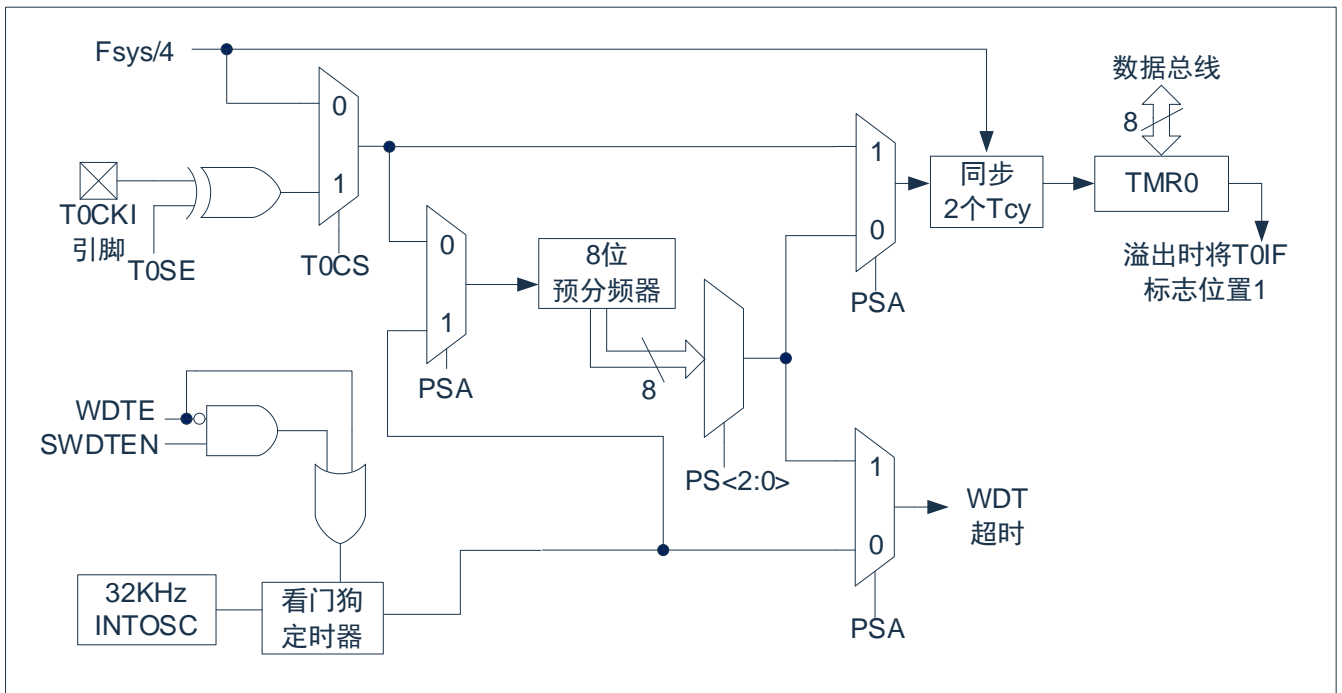 Fsys/4
数据总线
8
0
1
T0CKI
引脚
T0SE
T0CS
1
0
PSA
同步
2个Tcy
TMR0
溢出时将T0IF
标志位置1
0
1
PSA
8位
预分频器
8
PS<2:0>
WDTE
SWDTEN
1
0
PSA
WDT
超时
32KHz
INTOSC
看门狗
定时器